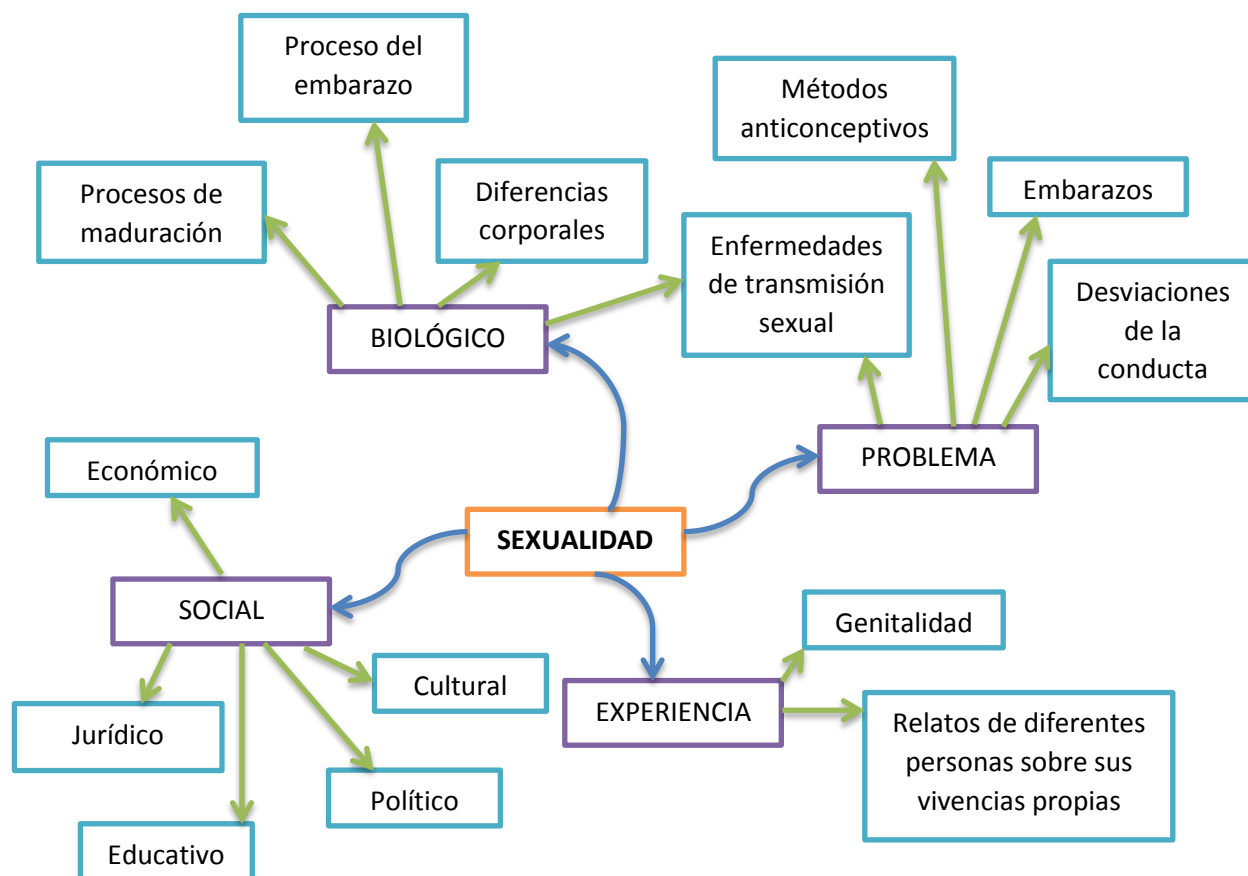 Proceso del
embarazo
Métodos
anticonceptivos
Procesos de
maduración
Diferencias
corporales
Embarazos
Enfermedades
de transmisión
sexual
Desviaciones
de la
conducta
BIOLÓGICO
PROBLEMA
Económico
SEXUALIDAD
SOCIAL
Genitalidad
Cultural
EXPERIENCIA
Relatos de diferentes
personas sobre sus
vivencias propias
Jurídico
Político
Educativo